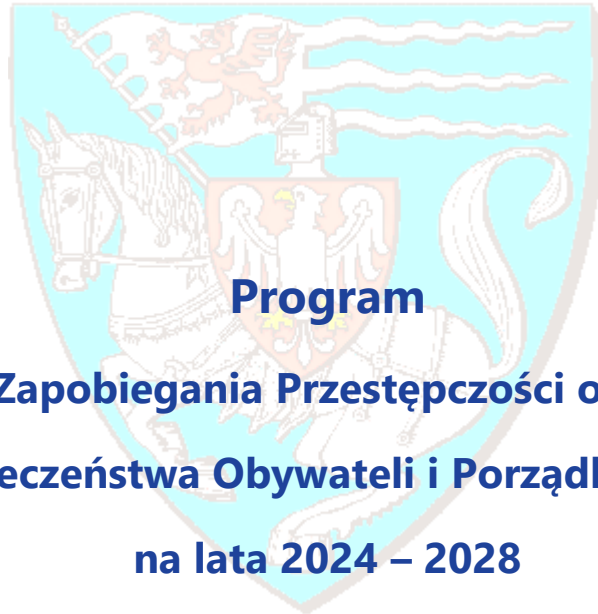 Program
Zapobiegania Przestępczości o
eczeństwa Obywateli i Porządk
na lata 2024 – 2028